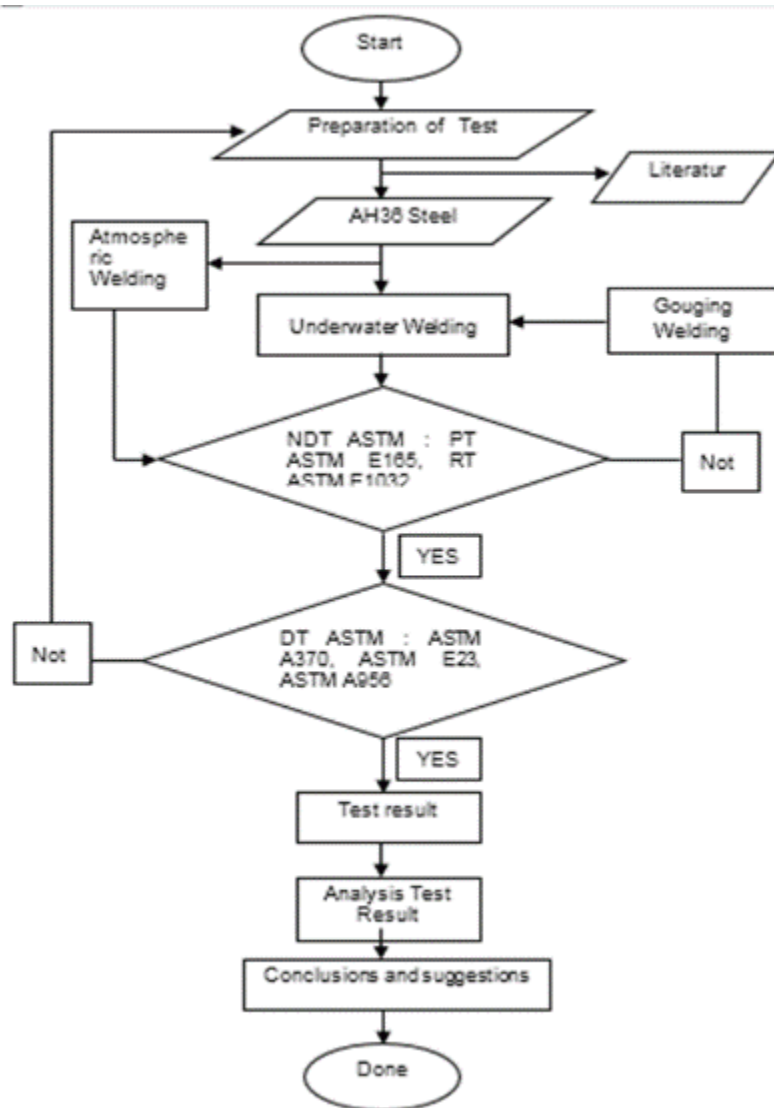 Start
Preparation of Test
Literatur
AH36 Steel
Atmosphe
ric
Welding
Underwater Welding
Gouging
Welding
NDT ASTM : PT
ASTM E165, RT
ASTM E1032
Not
YES
DT ASTM : ASTM
A370, ASTM E23,
ASTM A956
Not
YES
Test result
Analysis Test
Result
Conclusions and suggestions
Done